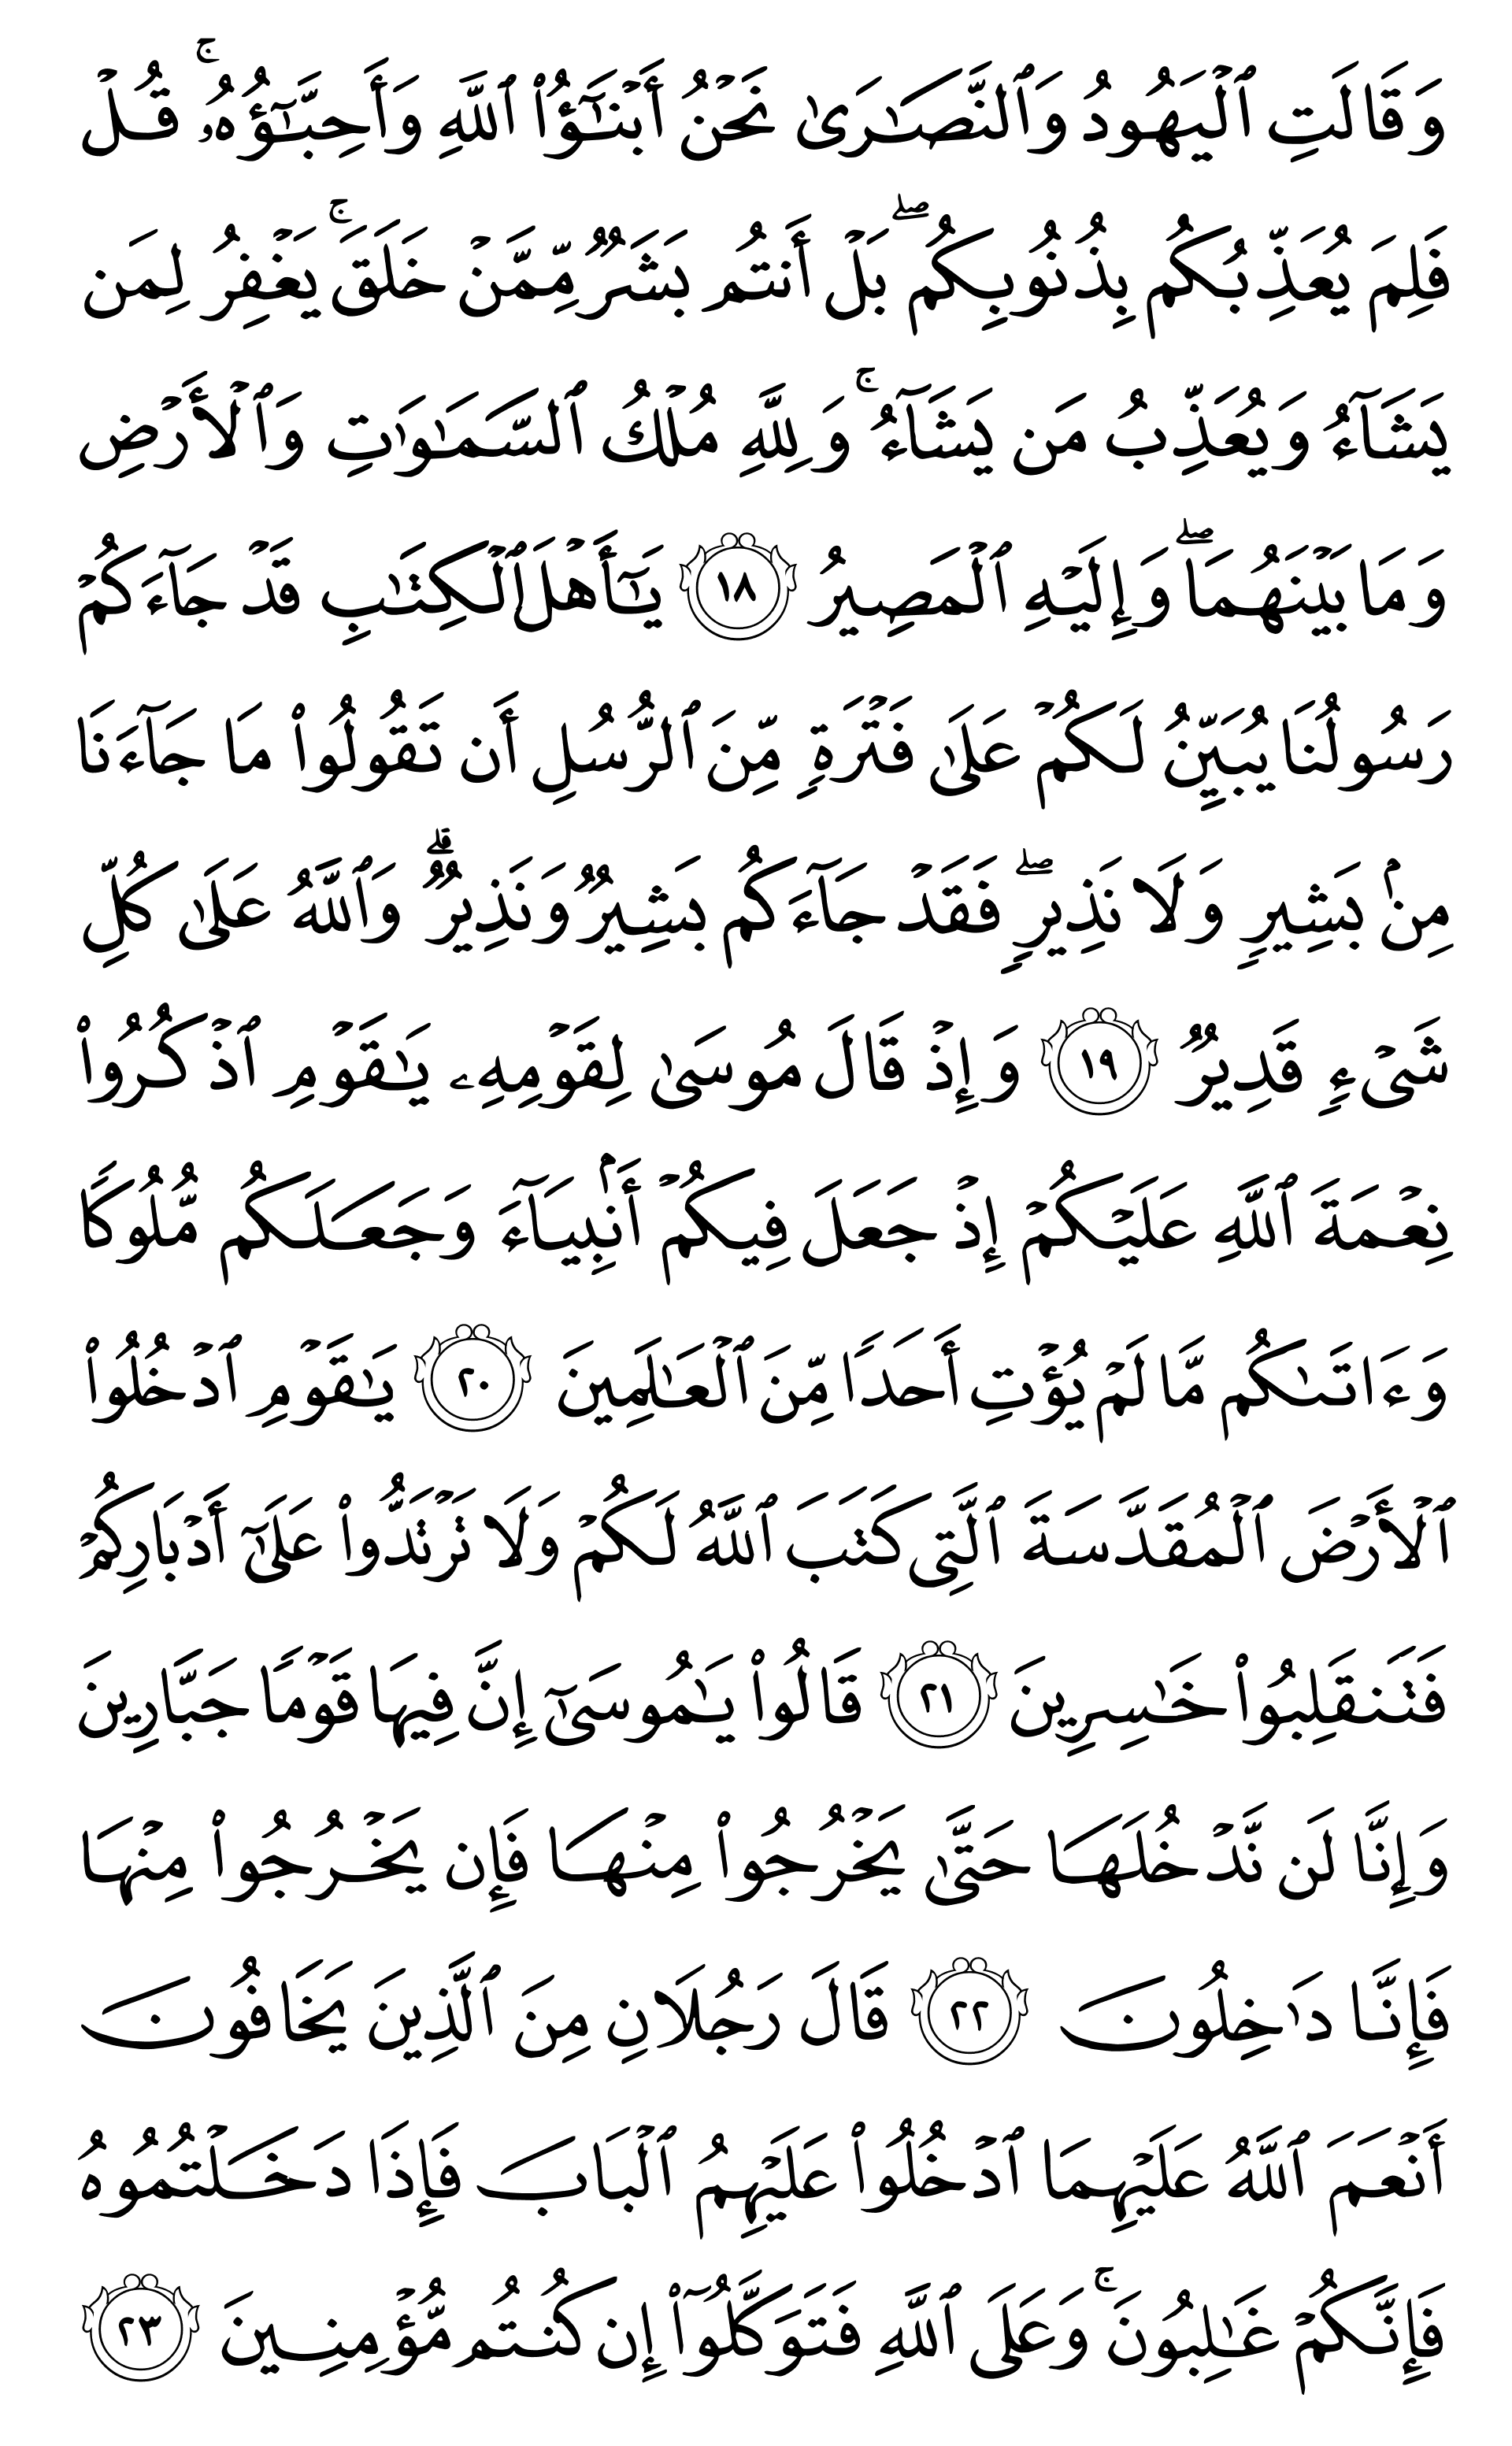 وَقَالَتِ ٱلۡيَهُودُ وَٱلنَّصَٰرَىٰ نَحۡنُ أَبۡنَٰٓؤُاْ ٱللَّهِ وَأَحِبَّٰٓؤُهُۥۚ قُلۡ
فَلِمَ يُعَذِّبُكُم بِذُنُوبِكُمۖ بَلۡ أَنتُم بَشَرٞ مِّمَّنۡ خَلَقَۚ يَغۡفِرُ لِمَن
يَشَآءُ وَيُعَذِّبُ مَن يَشَآءُۚ وَلِلَّهِ مُلۡكُ ٱلسَّمَٰوَٰتِ وَٱلۡأَرۡضِ
وَمَا بَيۡنَهُمَاۖ وَإِلَيۡهِ ٱلۡمَصِيرُ ١٨ يَٰٓأَهۡلَ ٱلۡكِتَٰبِ قَدۡ جَآءَكُمۡ
رَسُولُنَا يُبَيِّنُ لَكُمۡ عَلَىٰ فَتۡرَةٖ مِّنَ ٱلرُّسُلِ أَن تَقُولُواْ مَا جَآءَنَا
مِنۢ بَشِيرٖ وَلَا نَذِيرٖۖ فَقَدۡ جَآءَكُم بَشِيرٞ وَنَذِيرٞۗ وَٱللَّهُ عَلَىٰ كُلِّ
شَيۡءٖ قَدِيرٞ ١٩ وَإِذۡ قَالَ مُوسَىٰ لِقَوۡمِهِۦ يَٰقَوۡمِ ٱذۡكُرُواْ
نِعۡمَةَ ٱللَّهِ عَلَيۡكُمۡ إِذۡ جَعَلَ فِيكُمۡ أَنۢبِيَآءَ وَجَعَلَكُم مُّلُوكٗا
وَءَاتَىٰكُم مَّا لَمۡ يُؤۡتِ أَحَدٗا مِّنَ ٱلۡعَٰلَمِينَ ٢٠ يَٰقَوۡمِ ٱدۡخُلُواْ
ٱلۡأَرۡضَ ٱلۡمُقَدَّسَةَ ٱلَّتِي كَتَبَ ٱللَّهُ لَكُمۡ وَلَا تَرۡتَدُّواْ عَلَىٰٓ أَدۡبَارِكُمۡ
فَتَنقَلِبُواْ خَٰسِرِينَ ٢١ قَالُواْ يَٰمُوسَىٰٓ إِنَّ فِيهَا قَوۡمٗا جَبَّارِينَ
وَإِنَّا لَن نَّدۡخُلَهَا حَتَّىٰ يَخۡرُجُواْ مِنۡهَا فَإِن يَخۡرُجُواْ مِنۡهَا
فَإِنَّا دَٰخِلُونَ ٢٢ قَالَ رَجُلَانِ مِنَ ٱلَّذِينَ يَخَافُونَ
أَنۡعَمَ ٱللَّهُ عَلَيۡهِمَا ٱدۡخُلُواْ عَلَيۡهِمُ ٱلۡبَابَ فَإِذَا دَخَلۡتُمُوهُ
فَإِنَّكُمۡ غَٰلِبُونَۚ وَعَلَى ٱللَّهِ فَتَوَكَّلُوٓاْ إِن كُنتُم مُّؤۡمِنِينَ ٢٣